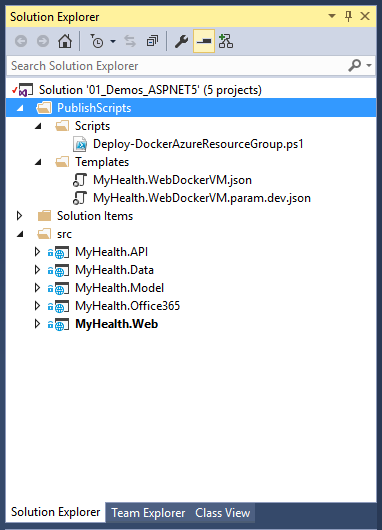 Solution Explorer
Search Solution Explorer
Solution '01_Demos_ASPNET5' (5 projects)
PublishScripts
Scripts
Deploy-DockerAzureResourceGroup.ps1
Templates
MyHealth.WebDockerVM.json
MyHealth.WebDockerVM.param.dev.json
Solution Items
src
MyHealth.API
MyHealth.Data
MyHealth.Model
MyHealth.Office365
MyHealth.Web
Solution Explorer Team Explorer Class View